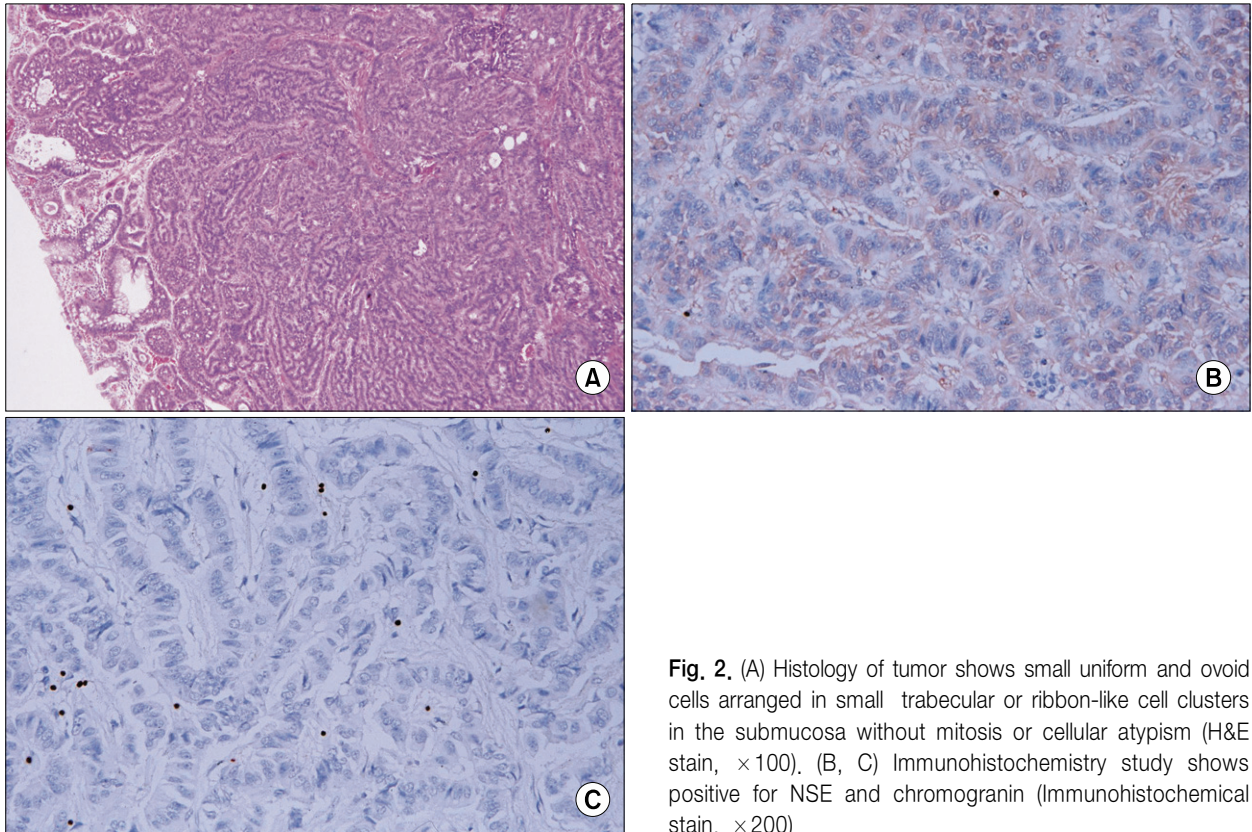 A
B
C
Fig. 2. (A) Histology of tumor shows small uniform and ovoid
cells arranged in small trabecular or ribbon-like cell clusters
in the submucosa without mitosis or cellular atypism (H&E
stain, ×100). (B, C) Immunohistochemistry study shows
positive for NSE and chromogranin (Immunohistochemical
stain, ×200)